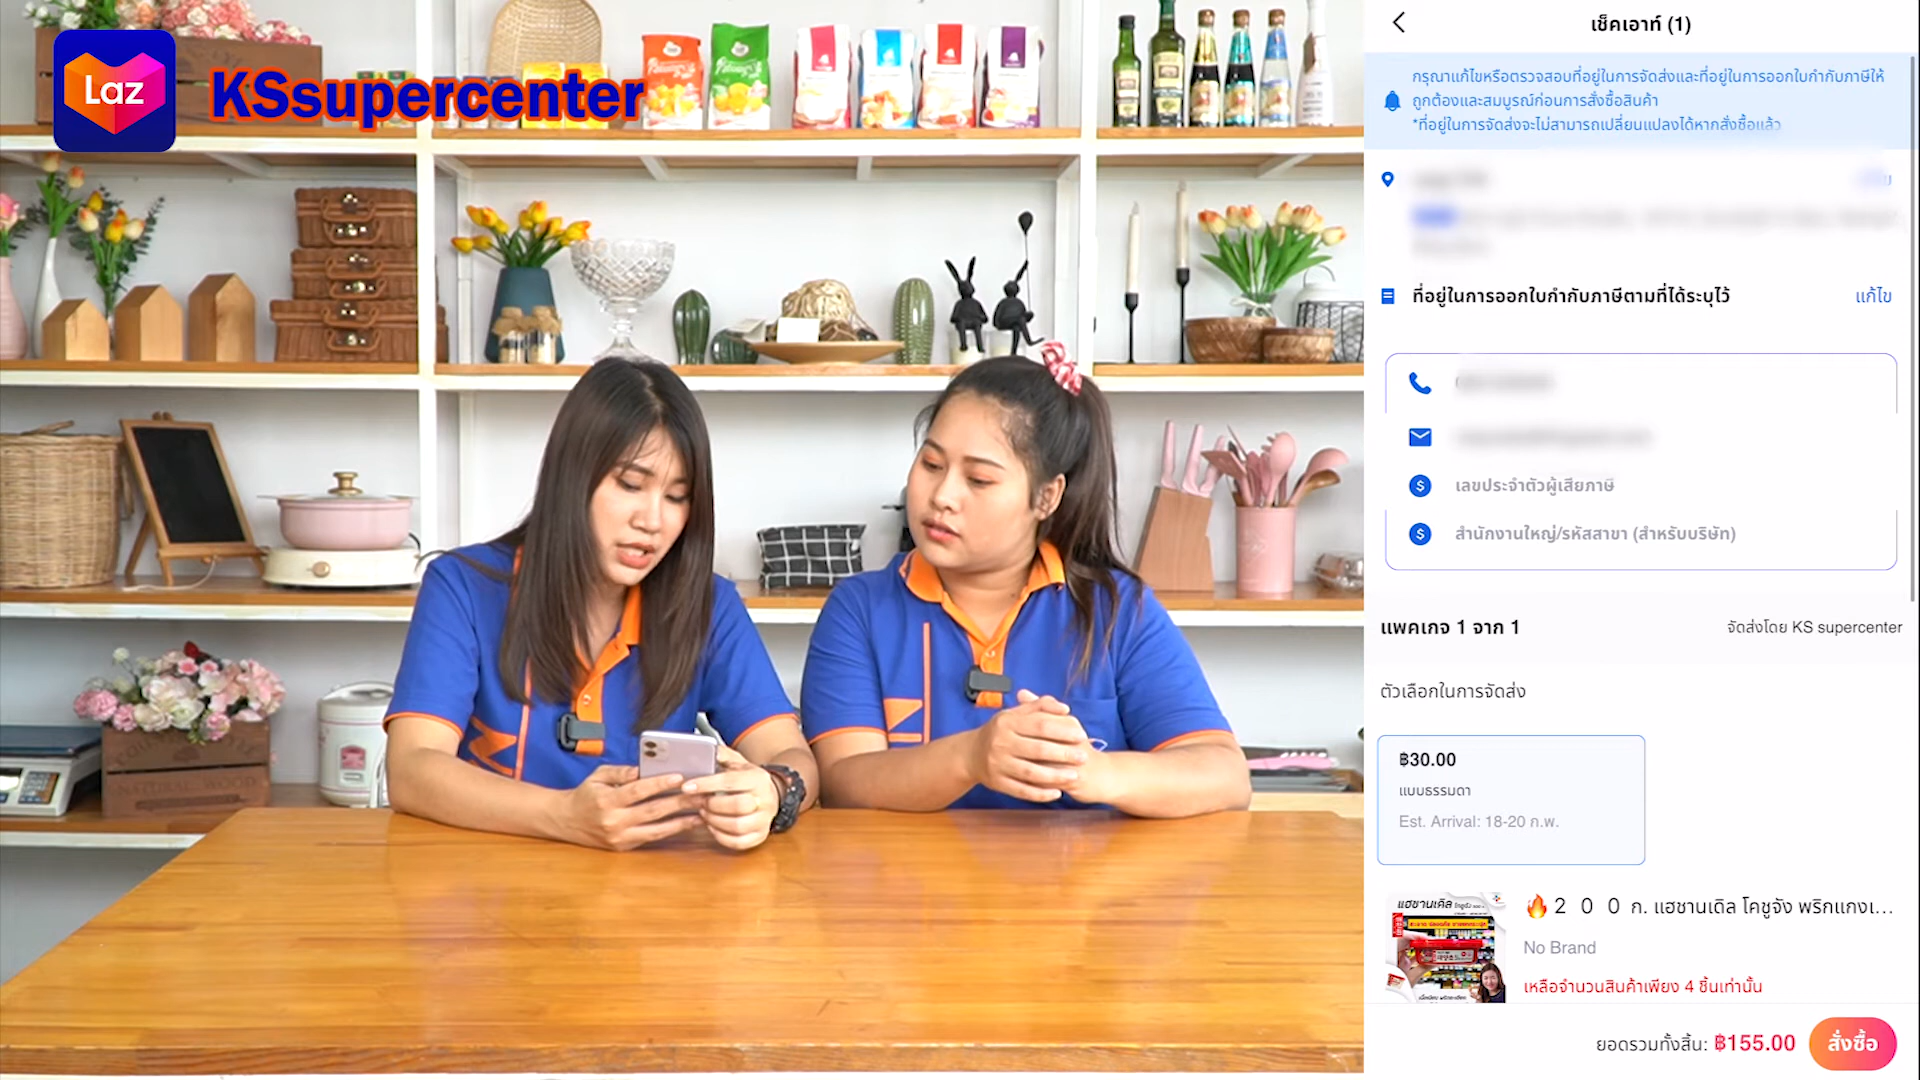 Laz
KSsupercenter
เช็คเอาท์ (1)
กรุณาแก้ไขหรือตรวจสอบที่อยู่ในการจัดส่งและที่อยู่ในการออกใบกำกับภาษีให้
ถูกต้องและสมบูรณ์ก่อนการสั่งซื้อสินค้า
*ที่อยู่ในการจัดส่งจะไม่สามารถเปลี่ยนแปลงได้หากสั่งซื้อแล้ว
ที่อยู่ในการออกใบกำกับภาษีตามที่ได้ระบุไว้
แก้ไข
เลขประจำตัวผู้เสียภาษี
สำนักงานใหญ่/รหัสสาขา (สำหรับบริษัท)
แพคเกจ 1 จาก 1
จัดส่งโดย KS supercenter
ตัวเลือกในการจัดส่ง
฿30.00
แบบธรรมดา
Est. Arrival: 18-20 ก.พ.
แฮชานเดิล
🔥2 0 0 ก. แฮชานเดิล โคชูจัง พริกแกงเ...
No Brand
เหลือจำนวนสินค้าเพียง 4 ชิ้นเท่านั้น
ยอดรวมทั้งสิ้น: ฿155.00
สั่งซื้อ